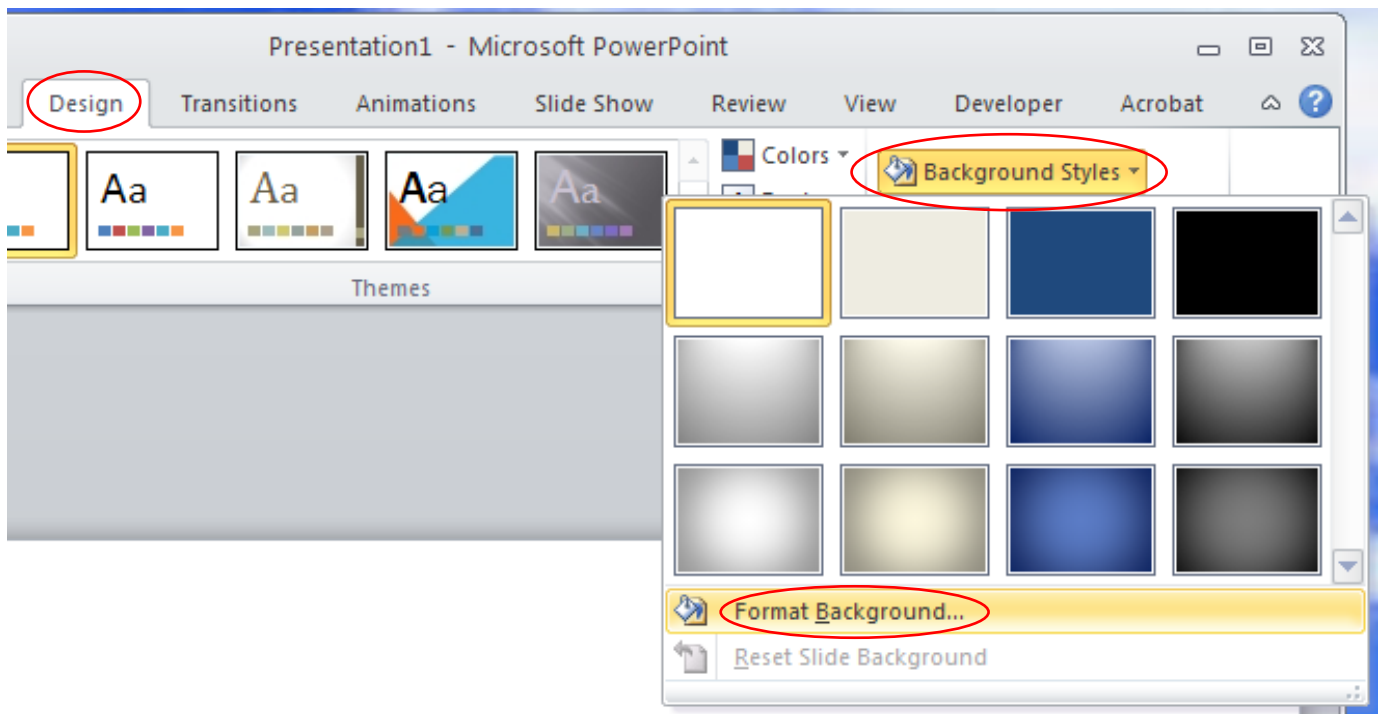 Presentation1 - Microsoft PowerPoint
Design Transitions Animations Slide Show Review View Developer Acrobat
Colors
Background Styles
Aa Aa Aa Aa
Themes
Format Background...
Reset Slide Background